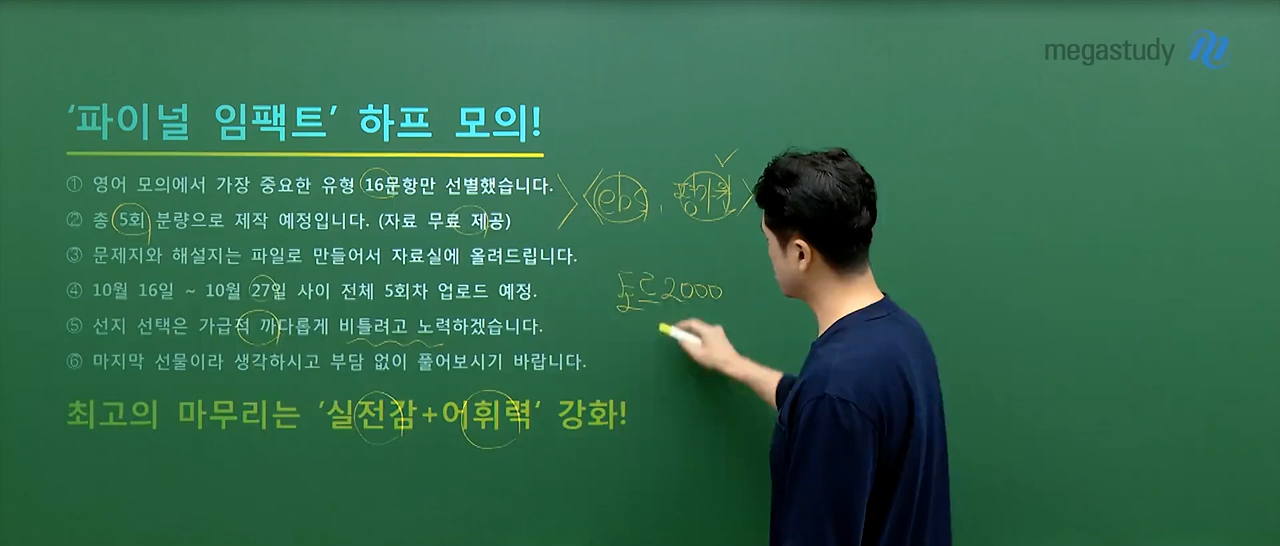 megastudy
‘파이널 임팩트’ 하프 모의!
① 영어 모의에서 가장 중요한 유형 16문항만 선별했습니다.
ebs, 평가원
② 총 5회 분량으로 제작 예정입니다. (자료 무료 제공)
③ 문제지와 해설지는 파일로 만들어서 자료실에 올려드립니다.
④ 10월 16일 ~ 10월 27일 사이 전체 5회차 업로드 예정.
토르2000
⑤ 선지 선택은 가급적 까다롭게 비틀려고 노력하겠습니다.
⑥ 마지막 선물이라 생각하시고 부담 없이 풀어보시기 바랍니다.
최고의 마무리는 ‘실전감+어휘력‘ 강화!